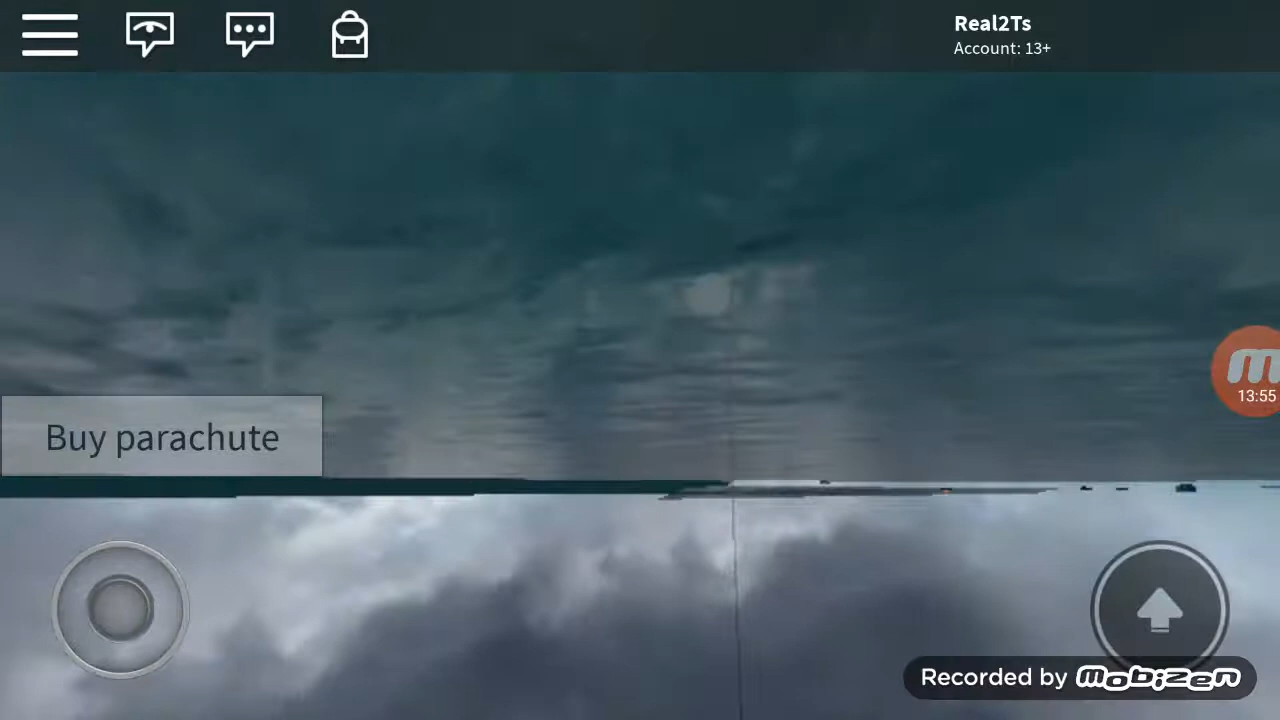 Real2Ts
Account: 13+
13:55
Buy parachute
Recorded by mobizen